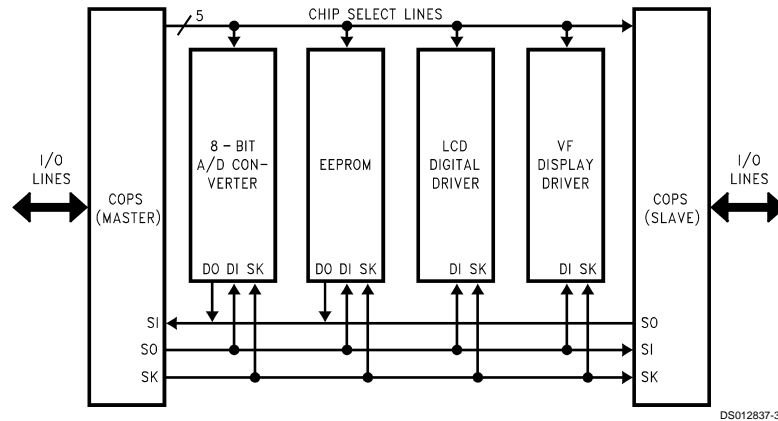 5
CHIP SELECT LINES
I/O
LINES
COPS
(MASTER)
8 - BIT
A/D CON-
VERTER
EEPROM
LCD
DIGITAL
DRIVER
VF
DISPLAY
DRIVER
COPS
(SLAVE)
I/O
LINES
DO DI SK
DO DI SK
DI SK
DI SK
SI
SO
SK
SO
SI
SK
DS012837-3